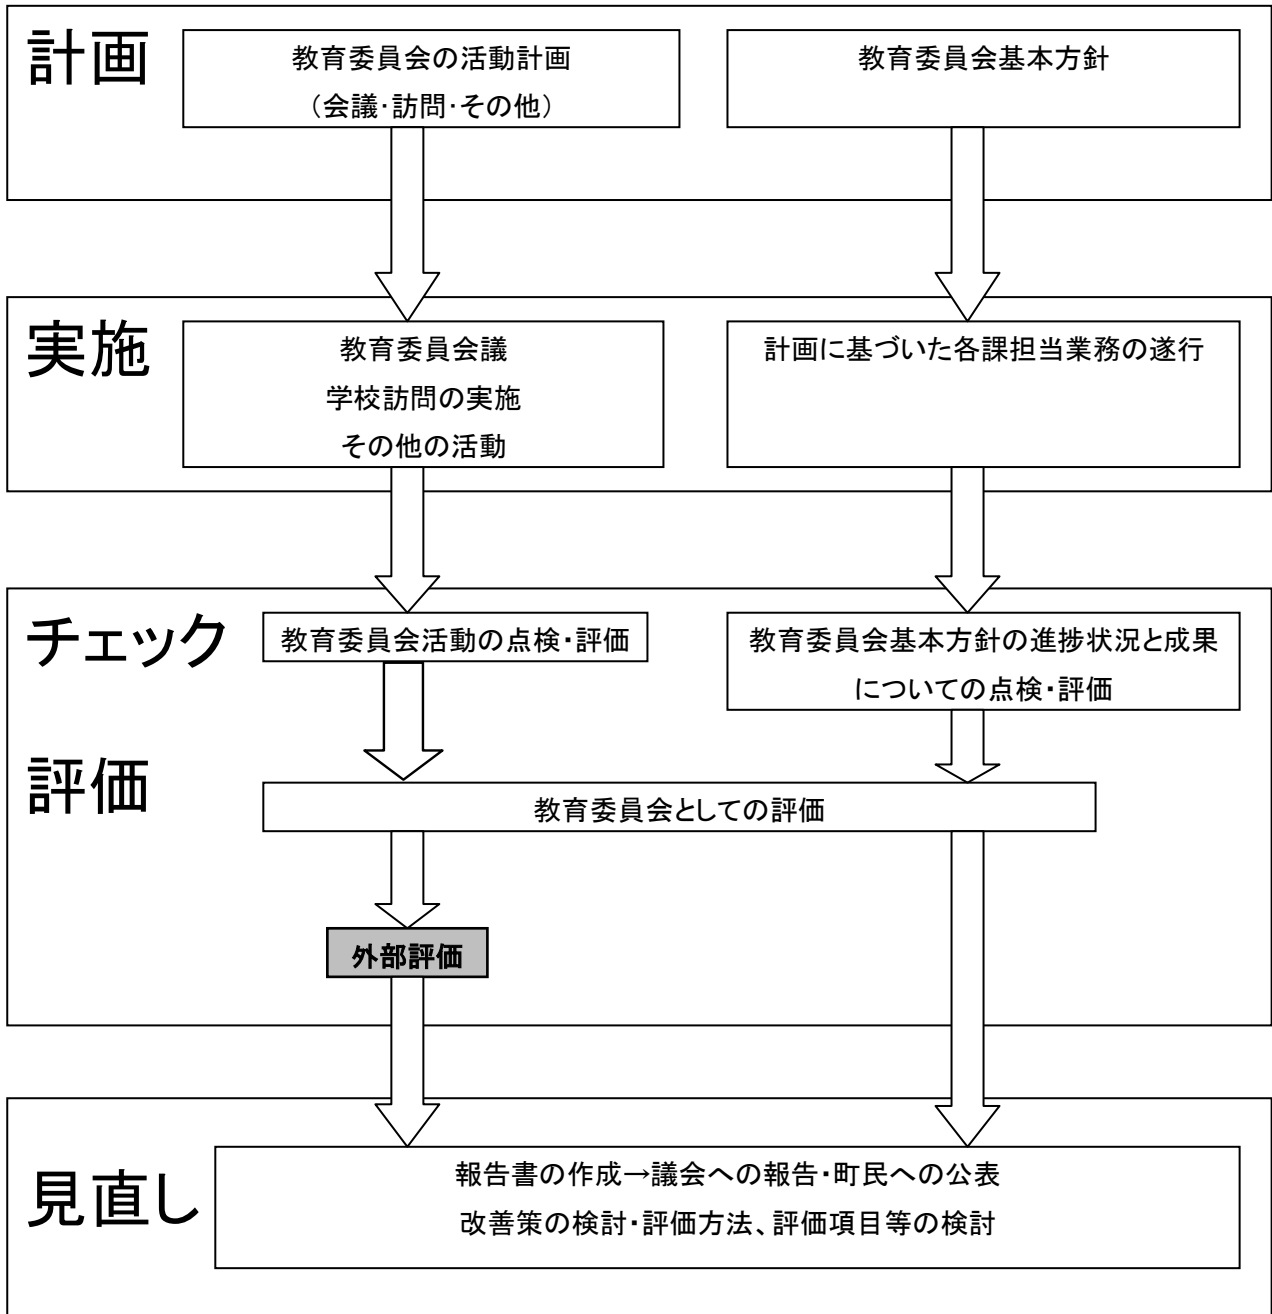 計画
教育委員会の活動計画
（会議・訪問・その他）
教育委員会基本方針
実施
教育委員会議
学校訪問の実施
その他の活動
計画に基づいた各課担当業務の遂行
チェック
教育委員会活動の点検・評価
教育委員会基本方針の進捗状況と成果
についての点検・評価
評価
教育委員会としての評価
外部評価
見直し
報告書の作成→議会への報告・町民への公表
改善策の検討・評価方法、評価項目等の検討